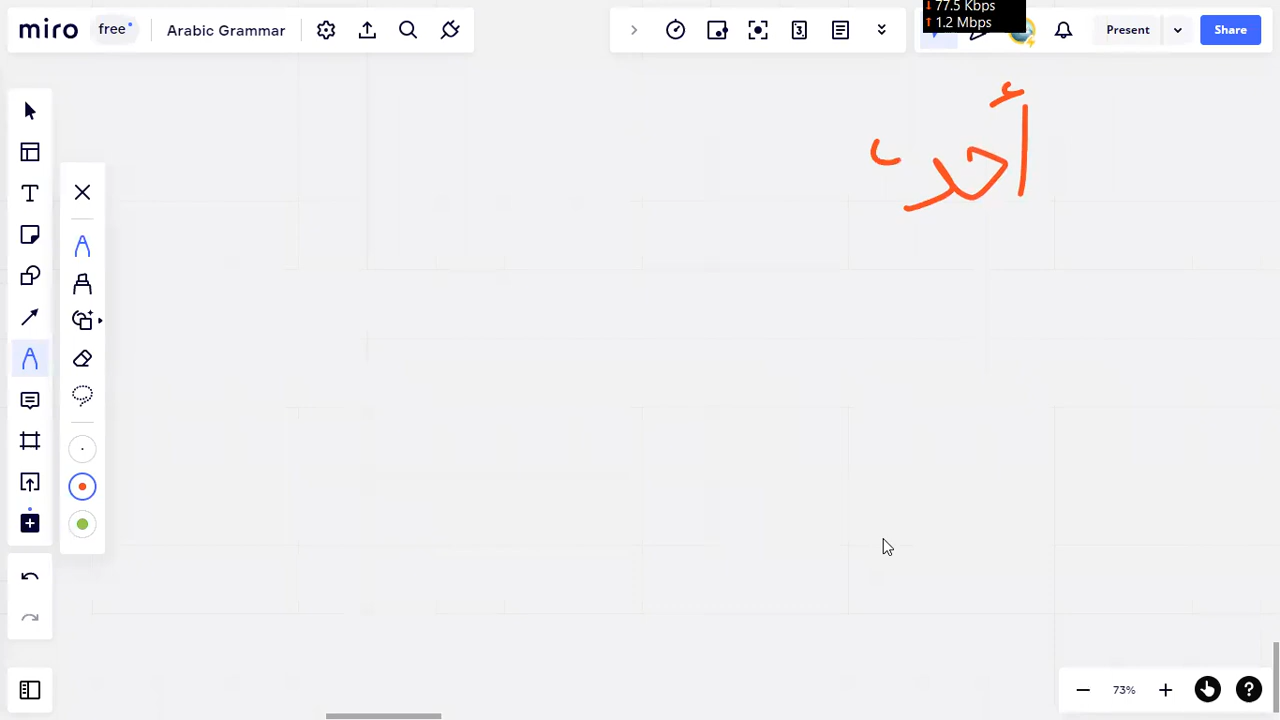 ↓ 77.5 Kbps
↑ 1.2 Mbps
miro free Arabic Grammar Present Share
أحد
73%